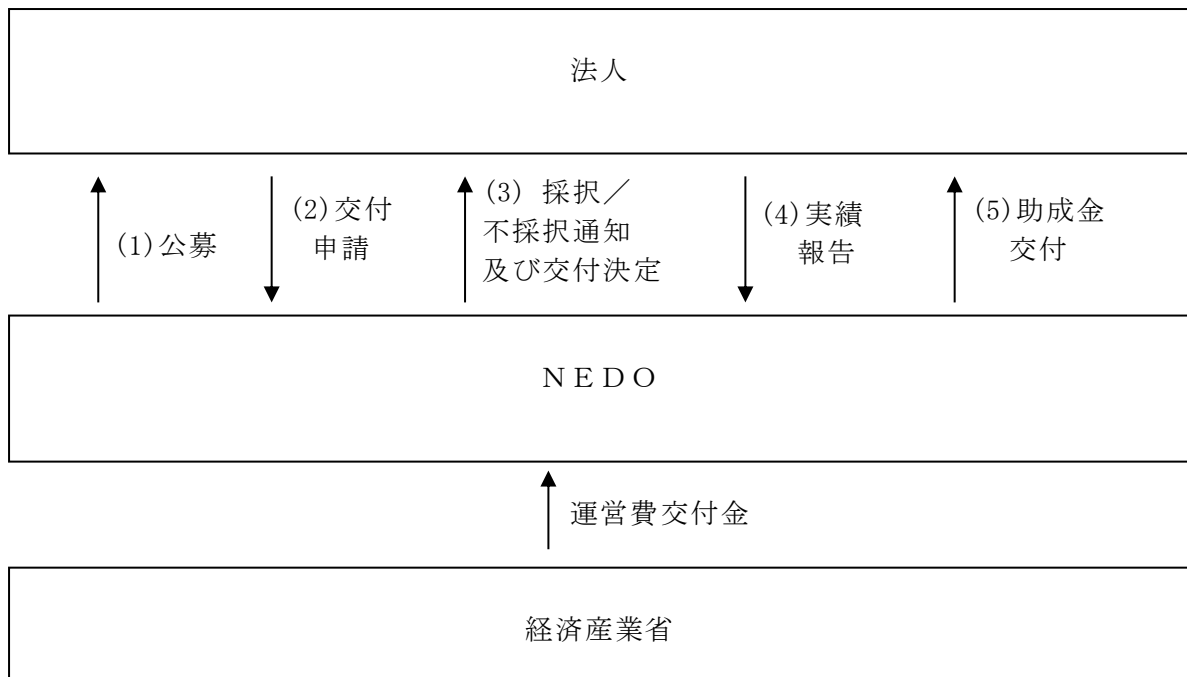 法人
(1)公募
(2)交付
申請
(3) 採択／
不採択通知
及び交付決定
(4)実績
報告
(5)助成金
交付
ＮＥＤＯ
運営費交付金
経済産業省